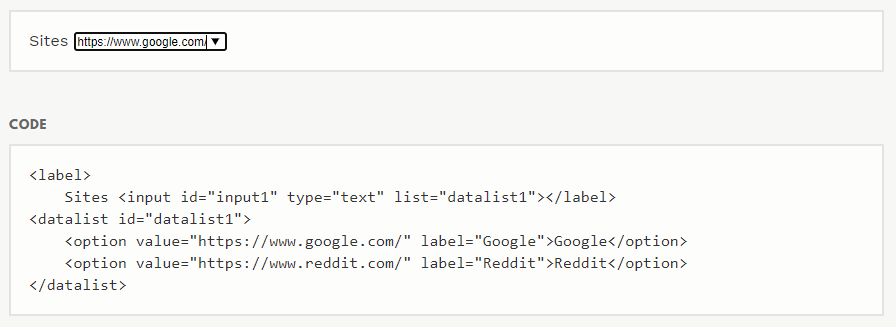 Sites https://www.google.com/
CODE
<label>
    Sites <input id="input1" type="text" list="datalist1"></label>
<datalist id="datalist1">
    <option value="https://www.google.com/" label="Google">Google</option>
    <option value="https://www.reddit.com/" label="Reddit">Reddit</option>
</datalist>